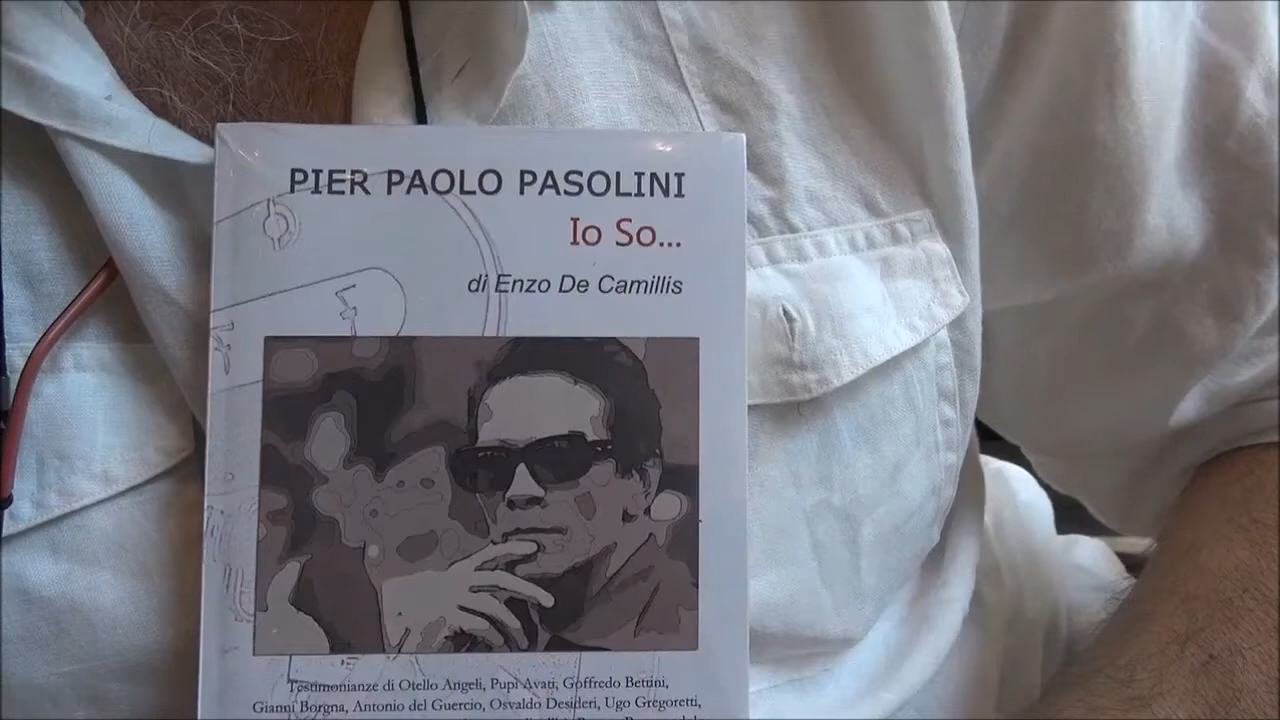 PIER PAOLO PASOLINI
Io So...
di Enzo De Camillis
Testimonianze di Otello Angeli, Pupi Avati, Goffredo Bettini,
Gianni Borgna, Antonio del Guercio, Osvaldo Desideri, Ugo Gregoretti,